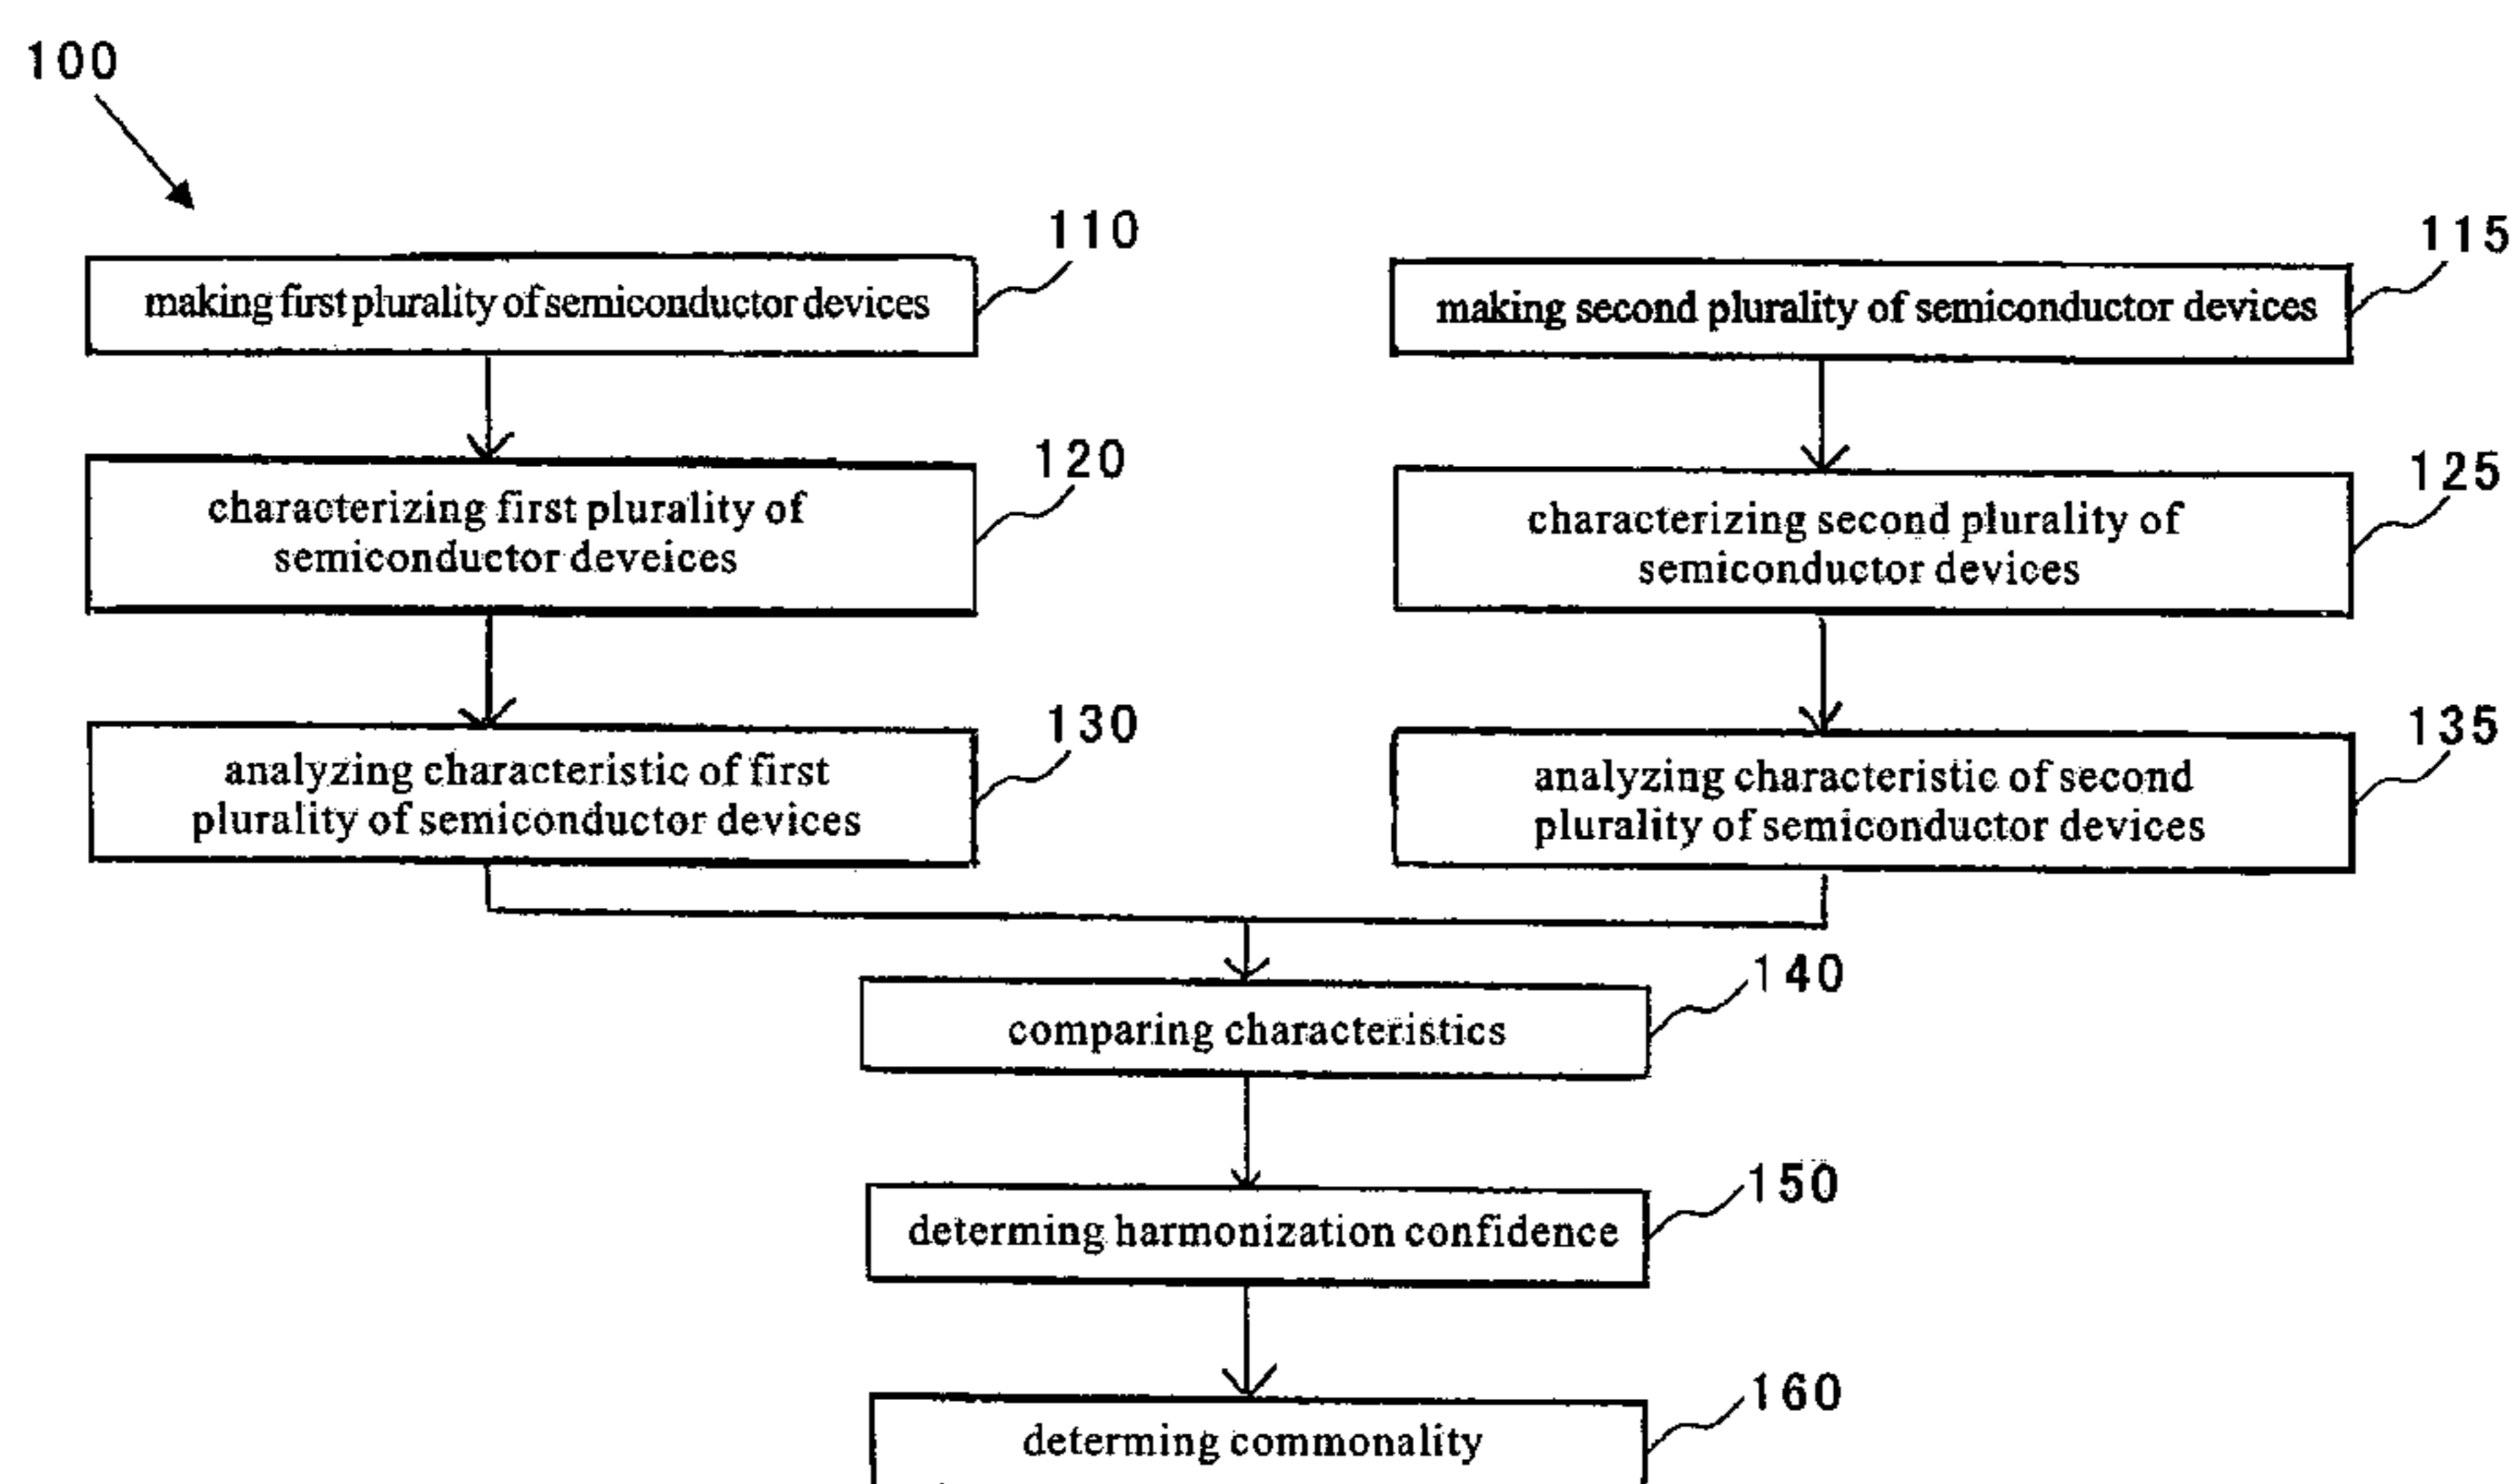 100
110
making first plurality of semiconductor devices
115
making second plurality of semiconductor devices
120
characterizing first plurality of
semiconductor deveices
125
characterizing second plurality of
semiconductor devices
130
analyzing characteristic of first
plurality of semiconductor devices
135
analyzing characteristic of second
plurality of semiconductor devices
140
comparing characteristics
150
determing harmonization confidence
160
determing commonality